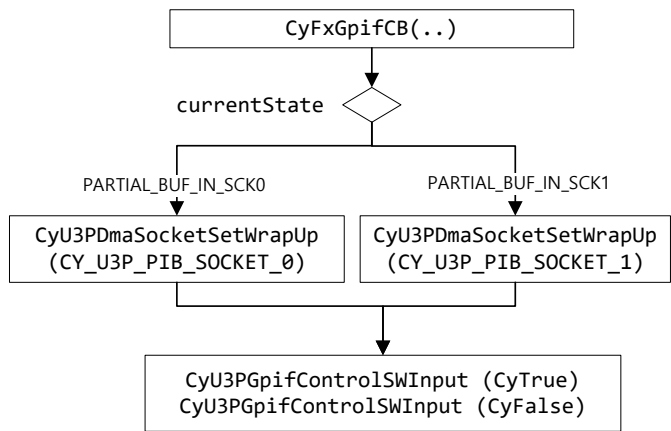 CyFxGpifCB(..)
currentState
PARTIAL_BUF_IN_SCK0
PARTIAL_BUF_IN_SCK1
CyU3PDmaSocketSetWrapUp
(CY_U3P_PIB_SOCKET_0)
CyU3PDmaSocketSetWrapUp
(CY_U3P_PIB_SOCKET_1)
CyU3PGpifControlSWInput (CyTrue)
CyU3PGpifControlSWInput (CyFalse)